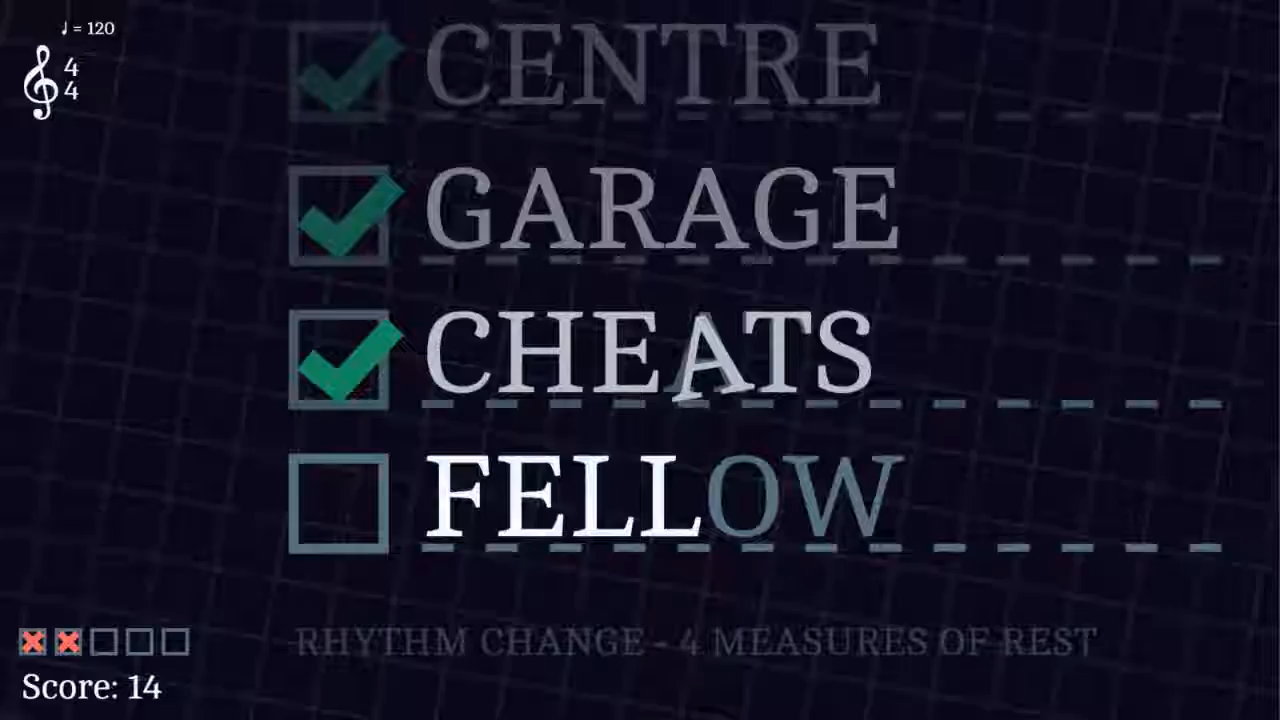 ♩ = 120
4
4
CENTRE
GARAGE
CHEATS
FELLOW
RHYTHM CHANGE - 4 MEASURES OF REST
Score: 14